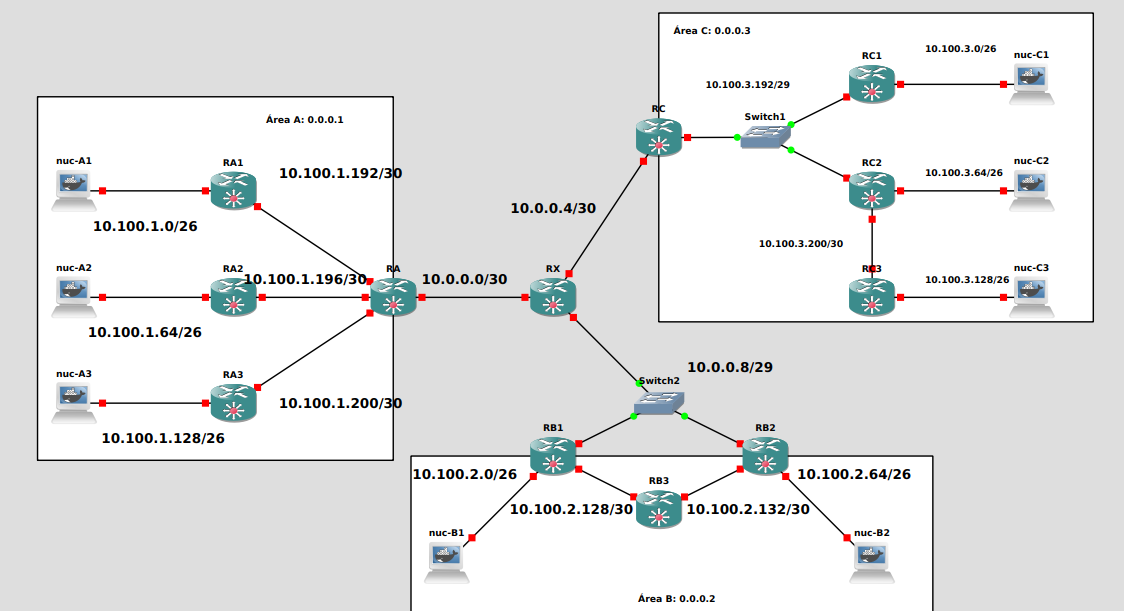 Área C: 0.0.0.3
RC1
10.100.3.0/26
nuc-C1
10.100.3.192/29
RC
Switch1
Área A: 0.0.0.1
nuc-A1
RA1
10.100.1.192/30
RC2
10.100.3.64/26
nuc-C2
10.0.0.4/30
10.100.1.0/26
10.100.3.200/30
nuc-A2
RA2
10.100.1.196/30
RA
10.0.0.0/30
RX
RC3
10.100.3.128/26
nuc-C3
10.100.1.64/26
10.0.0.8/29
nuc-A3
RA3
Switch2
10.100.1.200/30
10.100.1.128/26
RB1
RB2
10.100.2.0/26
RB3
10.100.2.64/26
10.100.2.128/30
10.100.2.132/30
nuc-B1
nuc-B2
Área B: 0.0.0.2